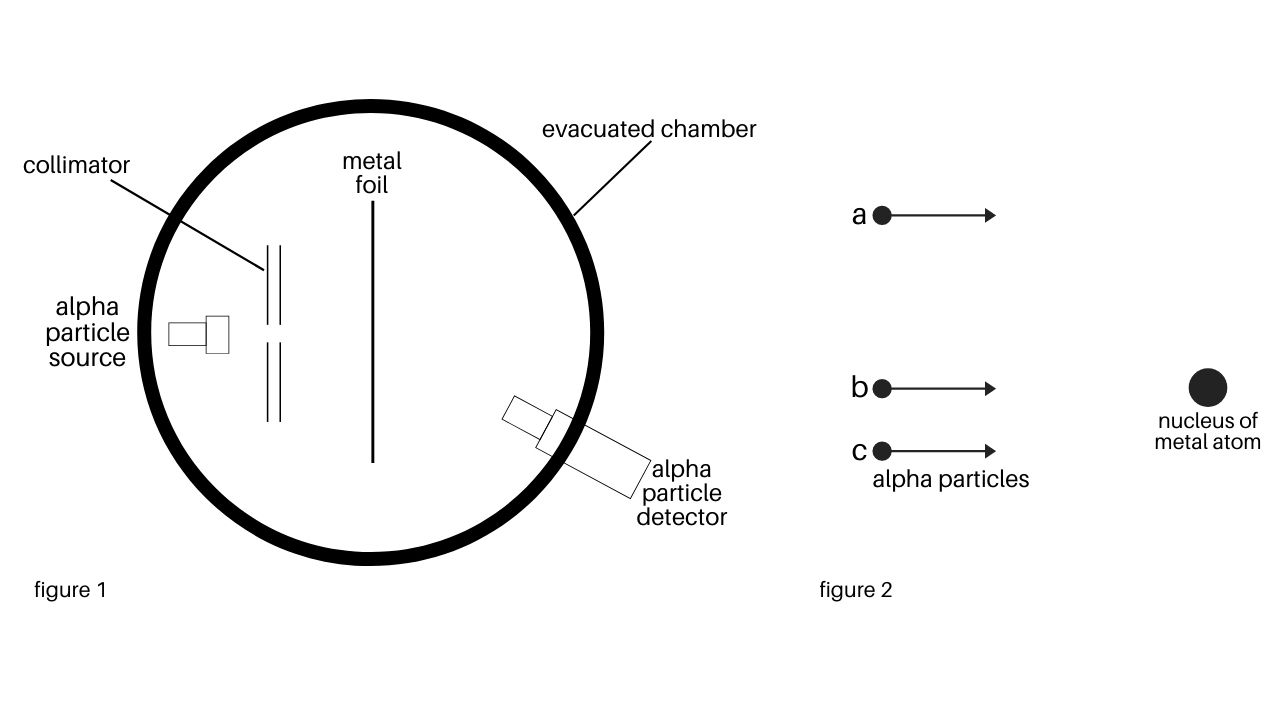 collimator
metal
foil
evacuated chamber
alpha
particle
source
alpha
particle
detector
figure 1
a
b
c
alpha particles
nucleus of
metal atom
figure 2